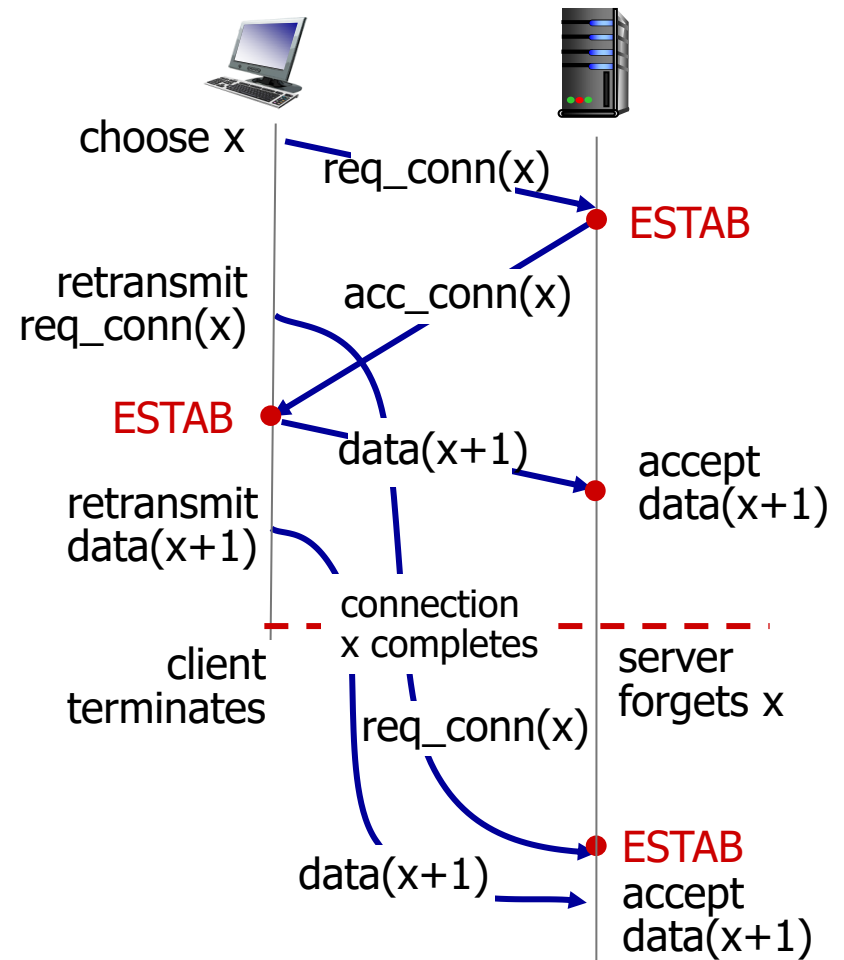 choose x
req_conn(x)
ESTAB
retransmit
req_conn(x)
acc_conn(x)
ESTAB
data(x+1)
accept
data(x+1)
retransmit
data(x+1)
connection
x completes
client
terminates
server
forgets x
req_conn(x)
data(x+1)
ESTAB
accept
data(x+1)